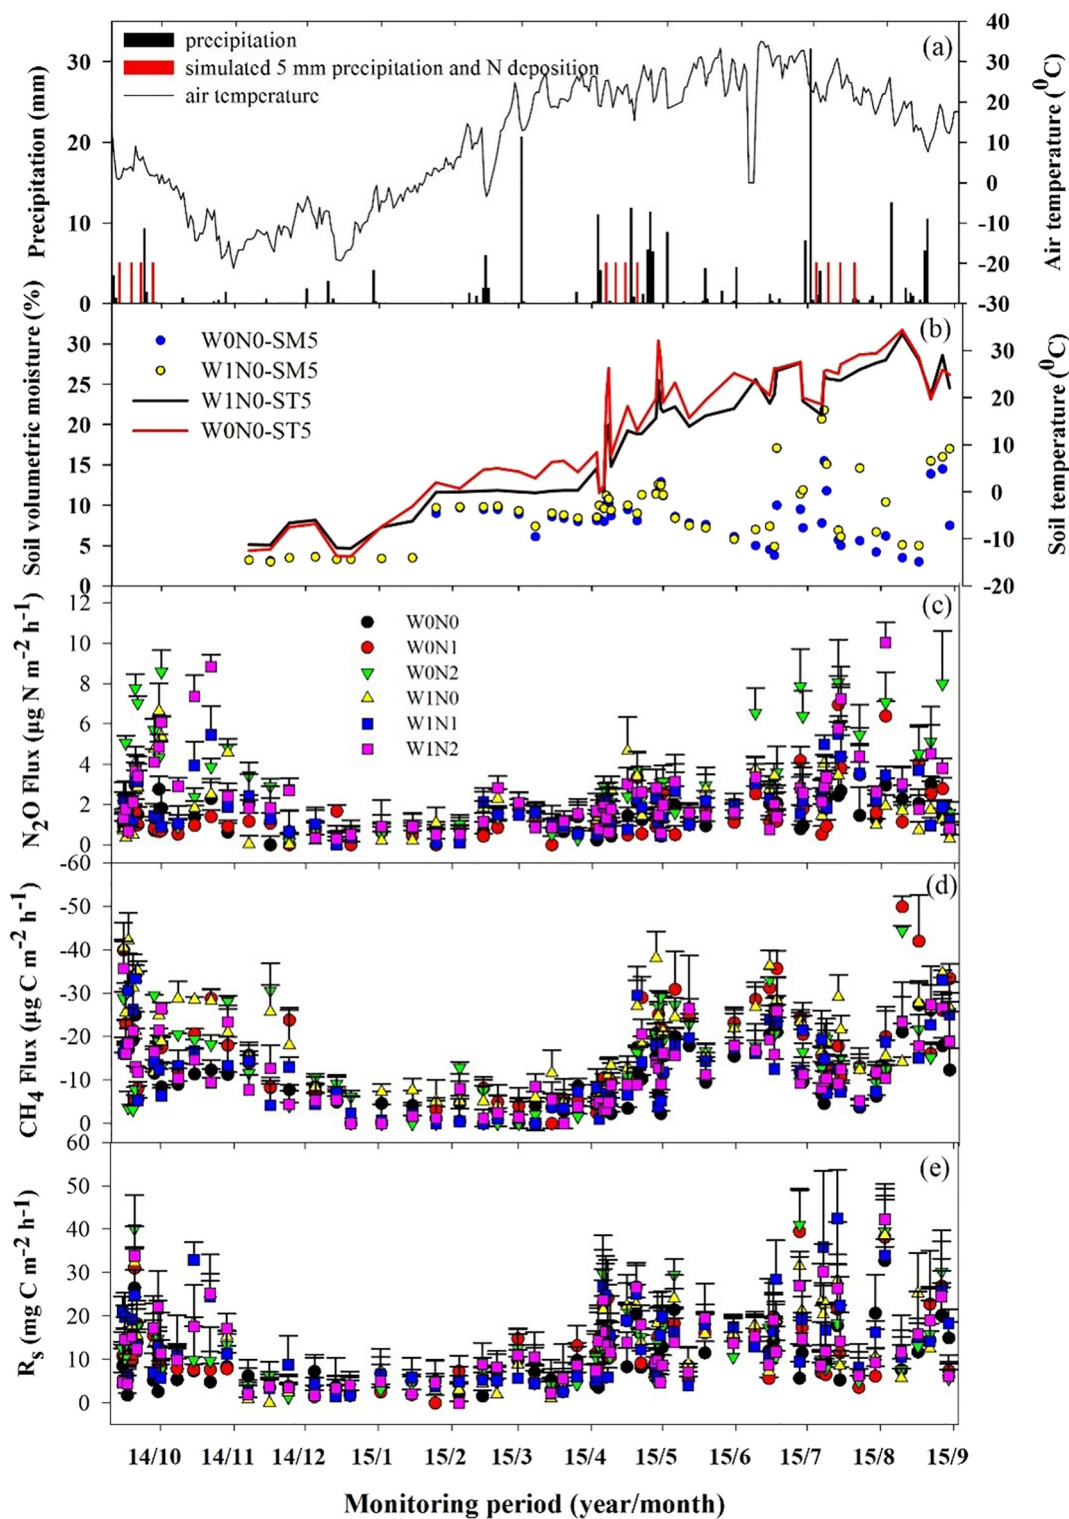 (a)
precipitation
simulated 5 mm precipitation and N deposition
air temperature
Precipitation (mm)
30
20
10
0
Air temperature (⁰C)
40
30
20
10
0
-10
-20
-30
(b)
W0N0-SM5
W1N0-SM5
W1N0-ST5
W0N0-ST5
Soil volumetric moisture (%)
30
25
20
15
10
5
0
Soil temperature (⁰C)
30
20
10
0
-10
-20
(c)
W0N0
W0N1
W0N2
W1N0
W1N1
W1N2
N₂O Flux (µg N m⁻² h⁻¹)
12
10
8
6
4
2
0
(d)
CH₄ Flux (µg C m⁻² h⁻¹)
-60
-50
-40
-30
-20
-10
0
(e)
Rₛ (mg C m⁻² h⁻¹)
60
50
40
30
20
10
0
14/10 14/11 14/12 15/1 15/2 15/3 15/4 15/5 15/6 15/7 15/8 15/9
Monitoring period (year/month)